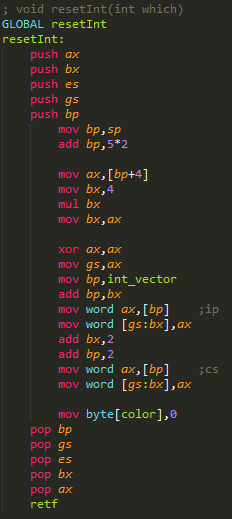 ; void resetInt(int which)
GLOBAL resetInt
resetInt:
push ax
push bx
push es
push gs
push bp
mov bp,sp
add bp,5*2
mov ax,[bp+4]
mov bx,4
mul bx
mov bx,ax
xor ax,ax
mov gs,ax
mov bp,int_vector
add bp,bx
mov word ax,[bp] ;ip
mov word [gs:bx],ax
add bx,2
add bp,2
mov word ax,[bp] ;cs
mov word [gs:bx],ax
mov byte[color],0
pop bp
pop gs
pop es
pop bx
pop ax
retf